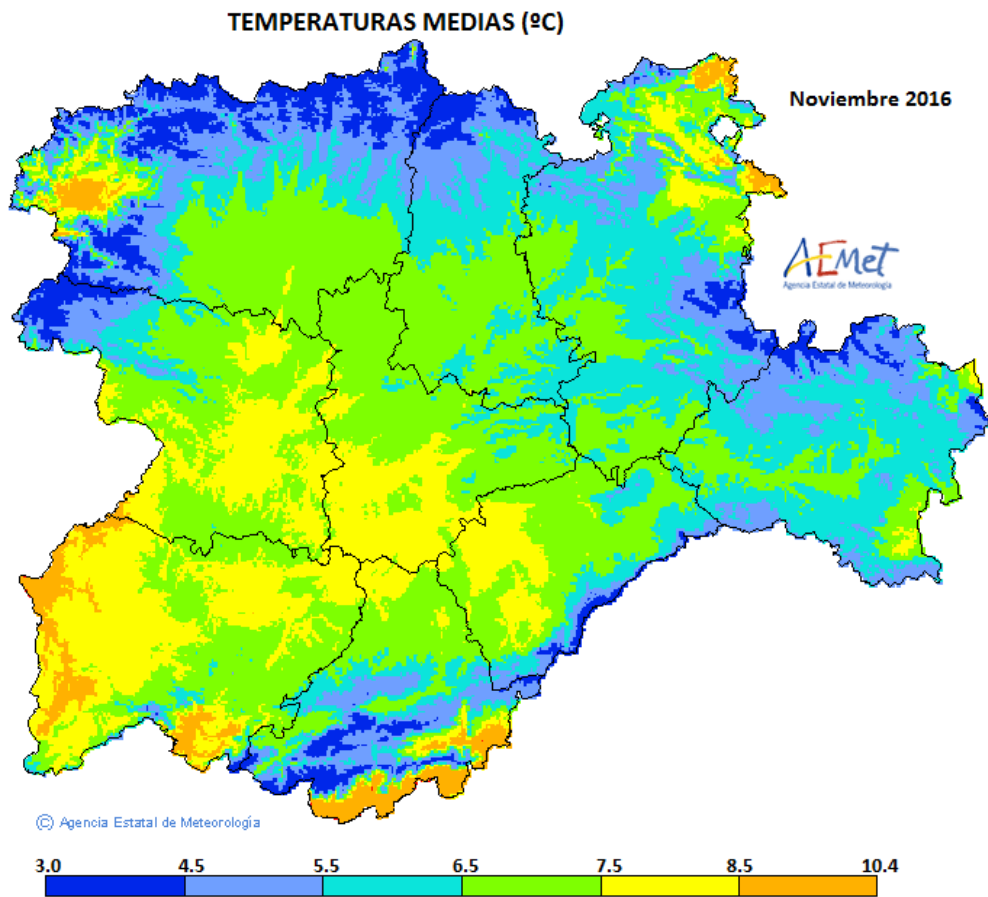 TEMPERATURAS MEDIAS (ºC)
Noviembre 2016
AEMet
Agencia Estatal de Meteorología
© Agencia Estatal de Meteorología
3.0 4.5 5.5 6.5 7.5 8.5 10.4